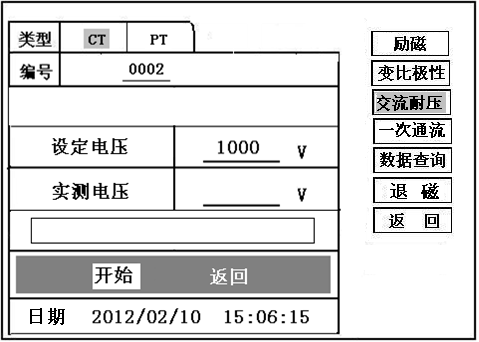 类型 CT PT
编号 0002
设定电压 1000 V
实测电压 V
开始 返回
日期 2012/02/10 15:06:15
励磁
变比极性
交流耐压
一次通流
数据查询
退 磁
返 回